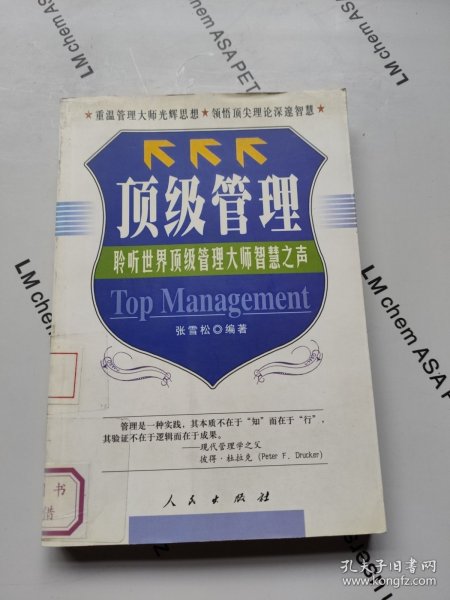 LM chem ASA PET
LM chem ASA PET
★重温管理大师光辉思想★领悟顶尖理论深邃智慧★
顶级管理
聆听世界顶级管理大师智慧之声
Top Management
张雪松◎编著
管理是一种实践，其本质不在于“知”而在于“行”，
其验证不在于逻辑而在于成果。
——现代管理学之父
彼得·杜拉克（Peter F. Drucker）
人民出版社
书
LM chem ASA
LM chem ASA PE
LM chem ASA
孔夫子旧书网
https://www.kongfz.com